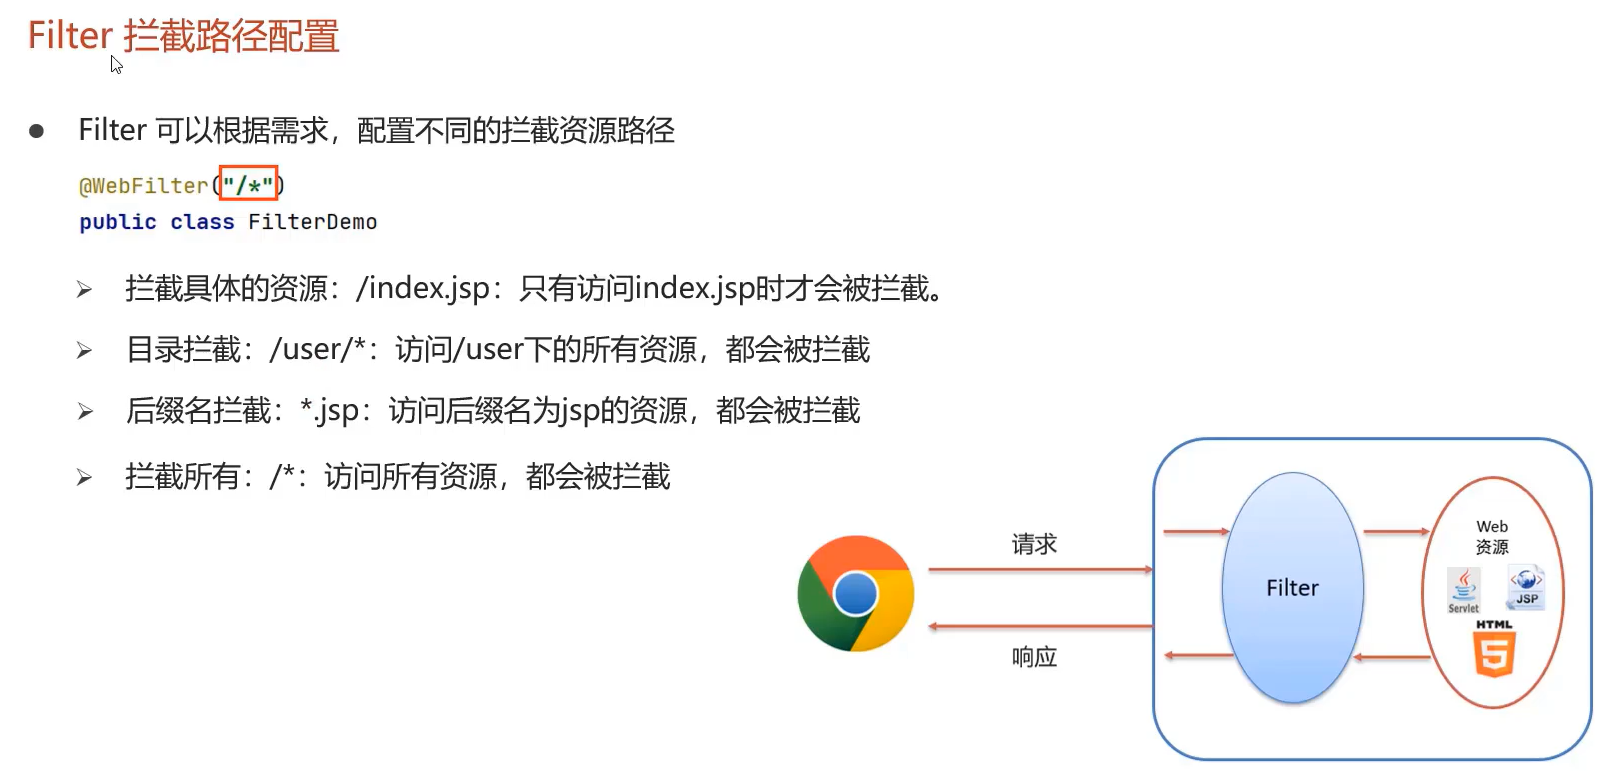 Filter 拦截路径配置
Filter 可以根据需求，配置不同的拦截资源路径
@WebFilter("/*")
public class FilterDemo
拦截具体的资源：/index.jsp：只有访问index.jsp时才会被拦截。
目录拦截：/user/*：访问/user下的所有资源，都会被拦截
后缀名拦截：*.jsp：访问后缀名为jsp的资源，都会被拦截
拦截所有：/*：访问所有资源，都会被拦截
请求
响应
Filter
Web
资源
Servlet
JSP
HTML
5